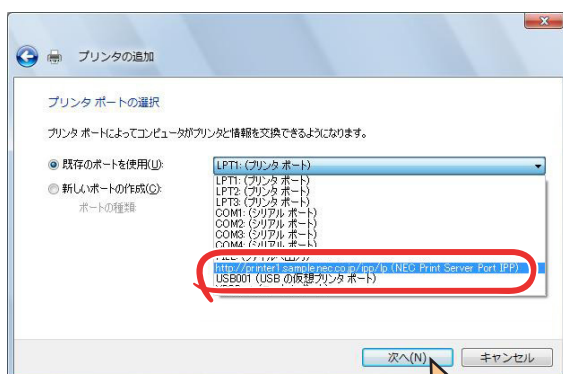 プリンタの追加
プリンタ ポートの選択
プリンタ ポートによってコンピュータがプリンタと情報を交換できるようになります。
既存のポートを使用(U):
LPT1: (プリンタ ポート)
新しいポートの作成(C):
ポートの種類:
LPT1: (プリンタ ポート)
LPT2: (プリンタ ポート)
LPT3: (プリンタ ポート)
COM1: (シリアル ポート)
COM2: (シリアル ポート)
COM3: (シリアル ポート)
COM4: (シリアル ポート)
http://printer1.sample.nec.co.jp/ipp/lp (NEC Print Server Port IPP)
USB001 (USB の仮想プリンタ ポート)
次へ(N)
キャンセル